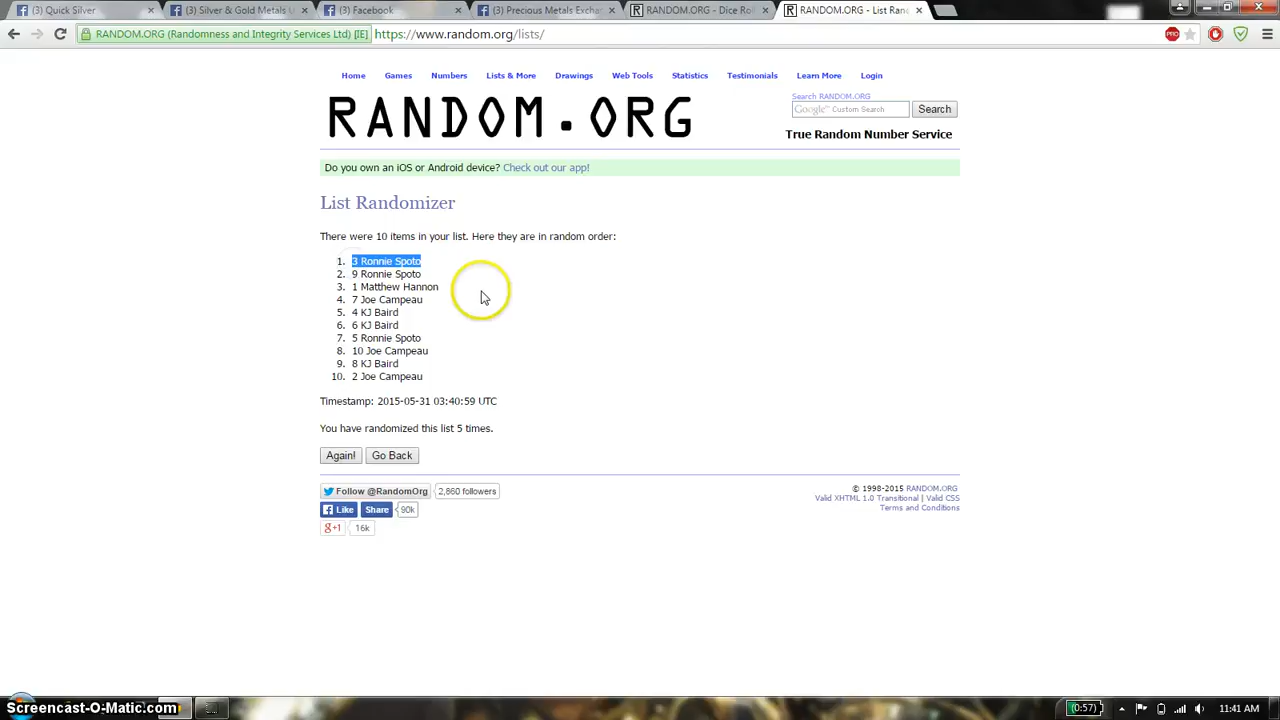 (3) Quick Silver
(3) Silver & Gold Metals U
(3) Facebook
(3) Precious Metals Exchan
RANDOM.ORG - Dice Rol
RANDOM.ORG - List Ran
RANDOM.ORG (Randomness and Integrity Services Ltd) [IE]
https://www.random.org/lists/
PRO
Home Games Numbers Lists & More Drawings Web Tools Statistics Testimonials Learn More Login
RANDOM.ORG
Search RANDOM.ORG
Google™ Custom Search
Search
True Random Number Service
Do you own an iOS or Android device? Check out our app!
List Randomizer
There were 10 items in your list. Here they are in random order:
1. 3 Ronnie Spoto
2. 9 Ronnie Spoto
3. 1 Matthew Hannon
4. 7 Joe Campeau
5. 4 KJ Baird
6. 6 KJ Baird
7. 5 Ronnie Spoto
8. 10 Joe Campeau
9. 8 KJ Baird
10. 2 Joe Campeau
Timestamp: 2015-05-31 03:40:59 UTC
You have randomized this list 5 times.
Again! Go Back
Follow @RandomOrg 2,860 followers
Like Share 90k
g+1 16k
© 1998-2015 RANDOM.ORG
Valid XHTML 1.0 Transitional | Valid CSS
Terms and Conditions
Screencast-O-Matic.com
(0:57)
11:41 AM